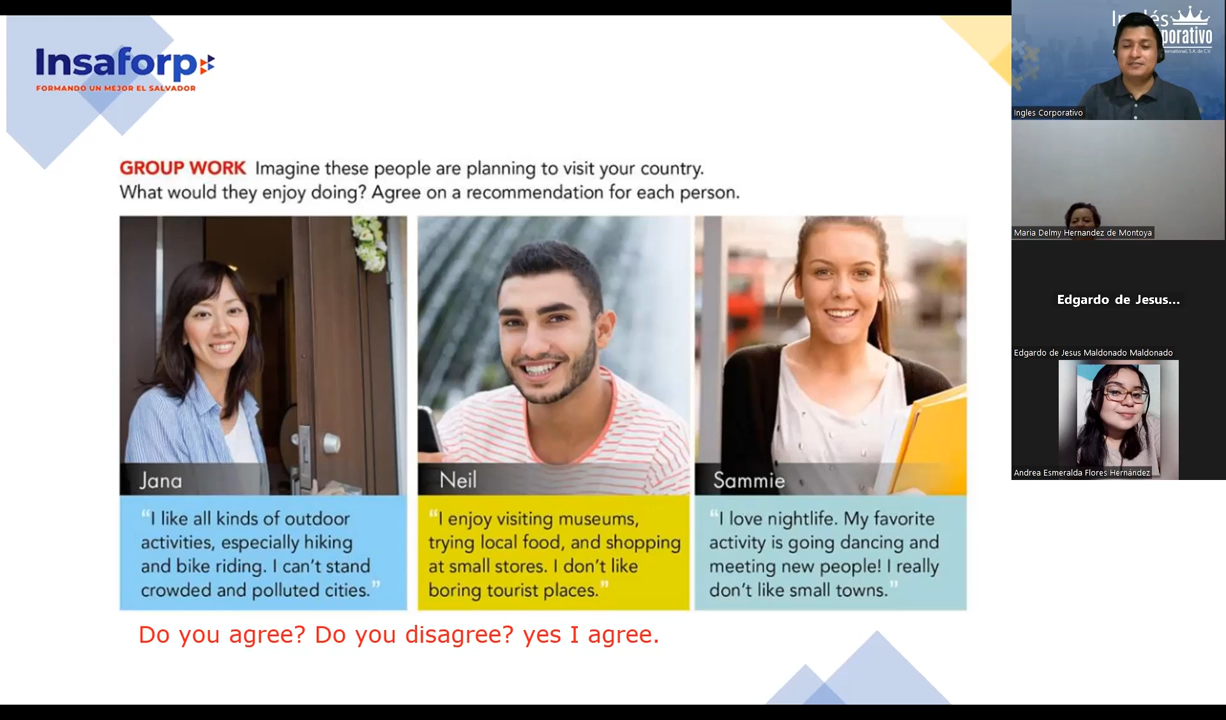 Insaforp
FORMANDO UN MEJOR EL SALVADOR
GROUP WORK Imagine these people are planning to visit your country.
What would they enjoy doing? Agree on a recommendation for each person.
Jana
"I like all kinds of outdoor
activities, especially hiking
and bike riding. I can't stand
crowded and polluted cities."
Neil
"I enjoy visiting museums,
trying local food, and shopping
at small stores. I don't like
boring tourist places."
Sammie
"I love nightlife. My favorite
activity is going dancing and
meeting new people! I really
don't like small towns."
Do you agree? Do you disagree? yes I agree.
Ingles Corporativo
Maria Delmy Hernandez de Montoya
Edgardo de Jesus...
Edgardo de Jesus Maldonado Maldonado
Andrea Esmeralda Flores Hernández